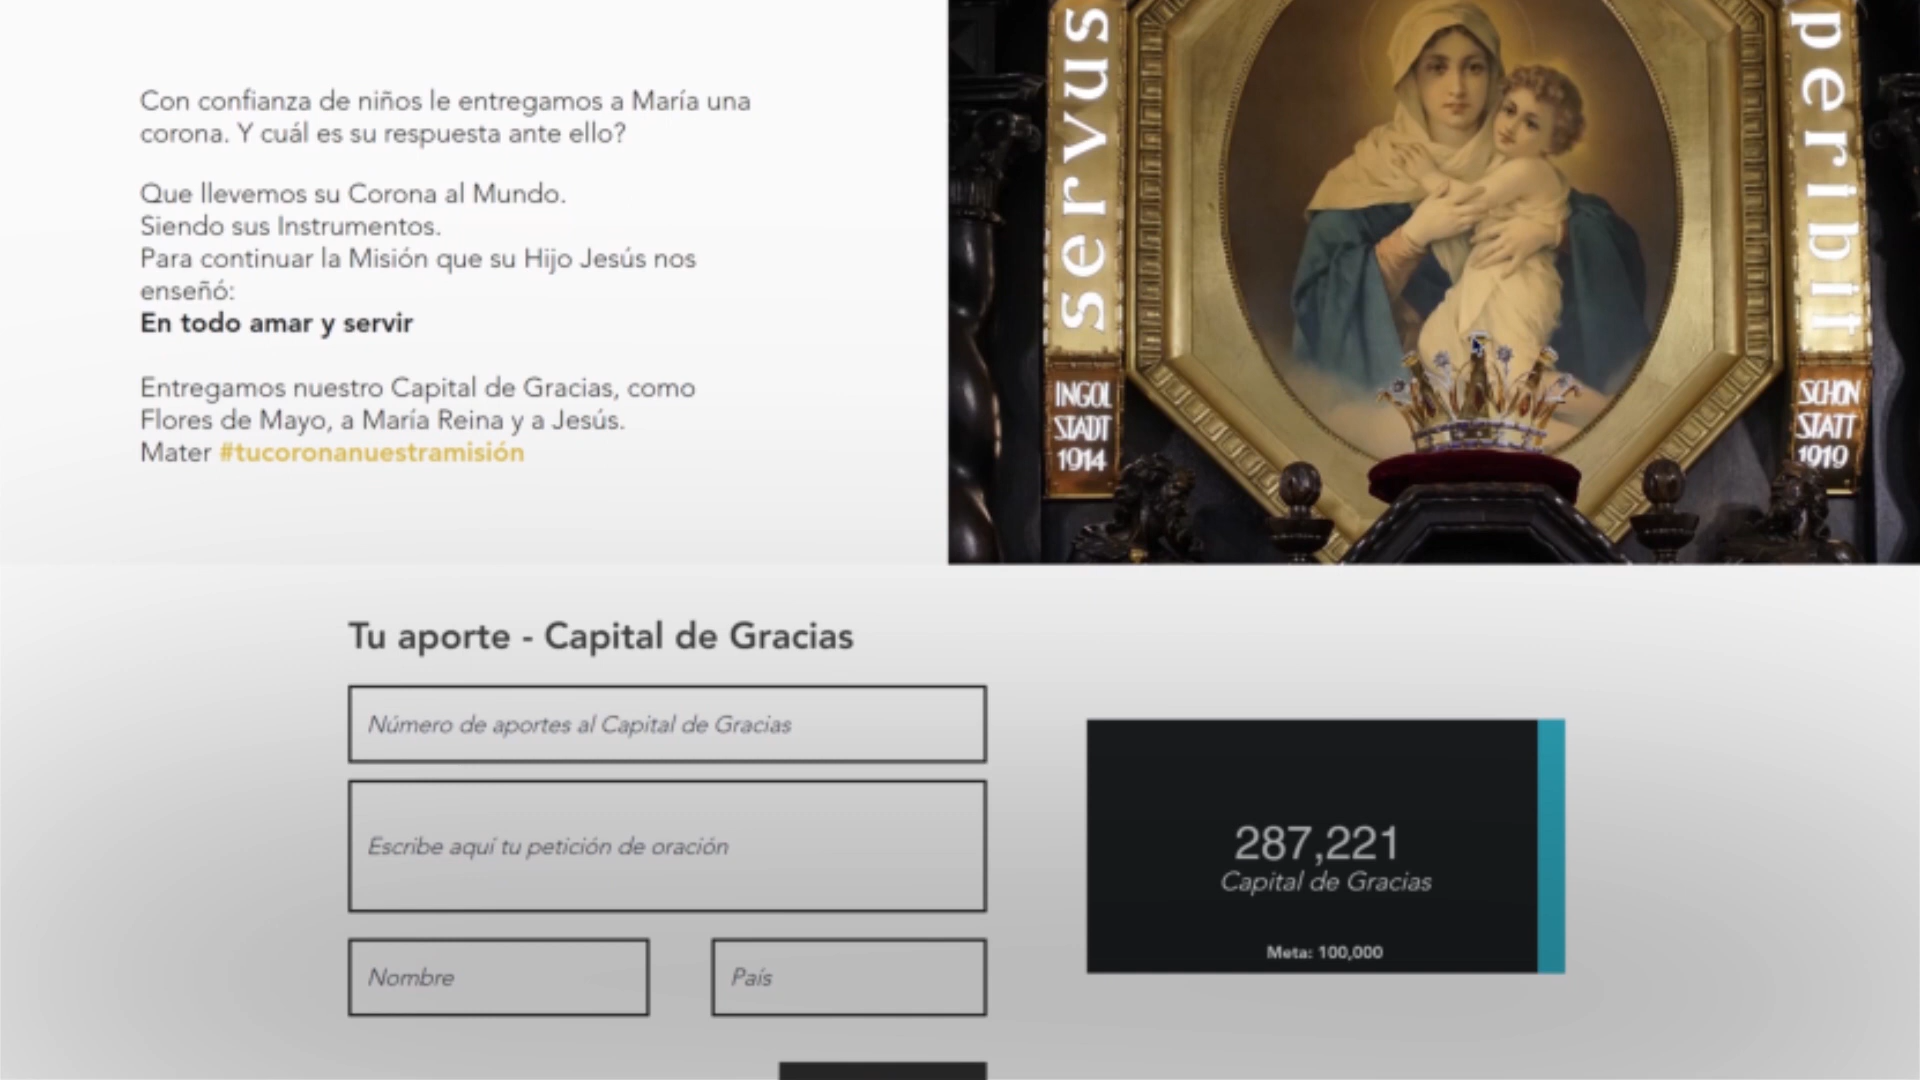 Con confianza de niños le entregamos a María una
corona. Y cuál es su respuesta ante ello?
Que llevemos su Corona al Mundo.
Siendo sus Instrumentos.
Para continuar la Misión que su Hijo Jesús nos
enseñó:
En todo amar y servir
Entregamos nuestro Capital de Gracias, como
Flores de Mayo, a María Reina y a Jesús.
Mater #tucoronanuestramisión
servus
peribit
INGOL
STADT
1914
SCHÖN
STATT
1919
Tu aporte - Capital de Gracias
Número de aportes al Capital de Gracias
Escribe aquí tu petición de oración
Nombre
País
287,221
Capital de Gracias
Meta: 100,000